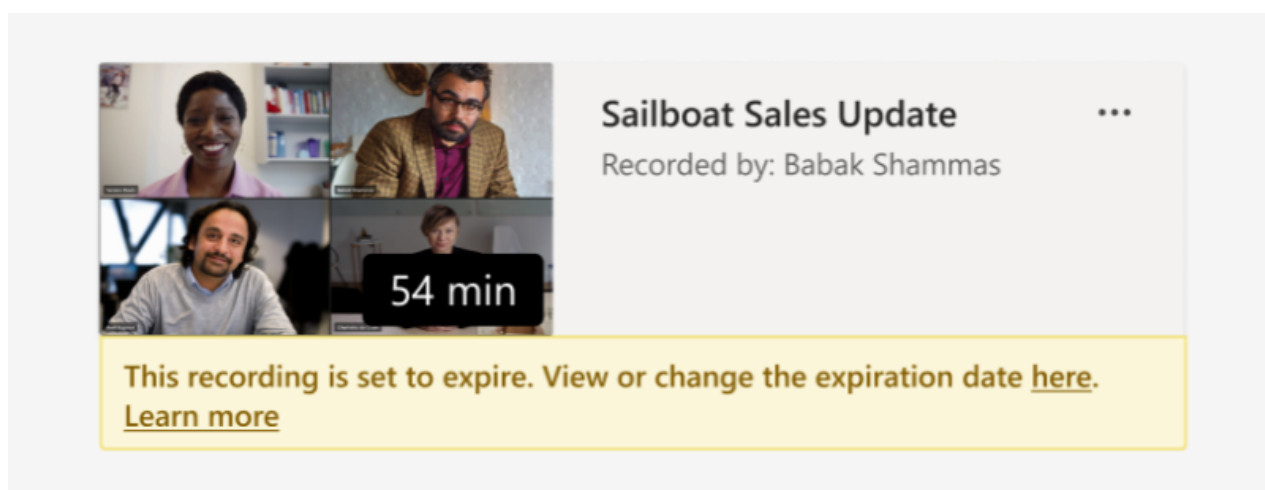 Sailboat Sales Update
Recorded by: Babak Shammas
54 min
This recording is set to expire. View or change the expiration date here.
Learn more